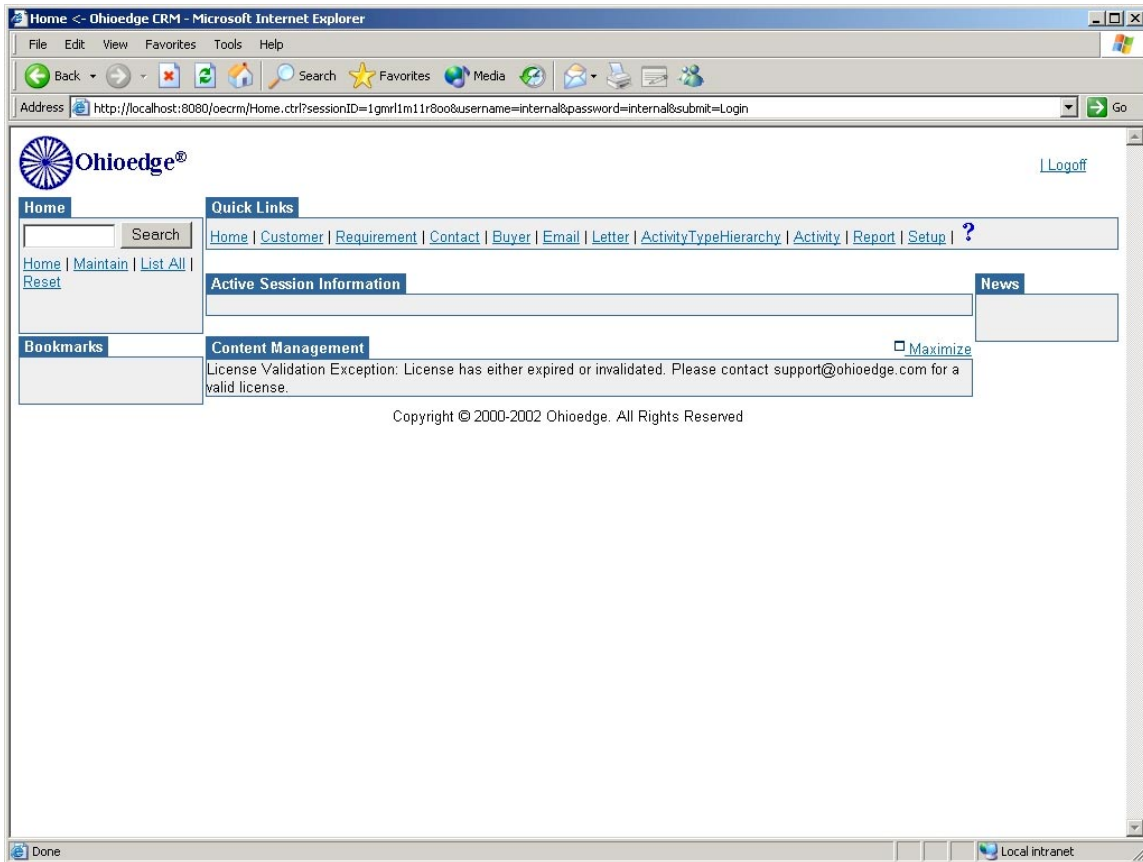 Home <- Ohioedge CRM - Microsoft Internet Explorer
File Edit View Favorites Tools Help
Back Search Favorites Media
Address http://localhost:8080/oecrm/Home.ctrl?sessionID=1gmrl1m11r8oo&username=internal&password=internal&submit=Login Go
Ohioedge®
| Logoff
Home
Search
Home | Maintain | List All |
Reset
Bookmarks
Quick Links
Home | Customer | Requirement | Contact | Buyer | Email | Letter | ActivityTypeHierarchy | Activity | Report | Setup | ?
Active Session Information
News
Content Management
Maximize
License Validation Exception: License has either expired or invalidated. Please contact support@ohioedge.com for a
valid license.
Copyright © 2000-2002 Ohioedge. All Rights Reserved
Done
Local intranet